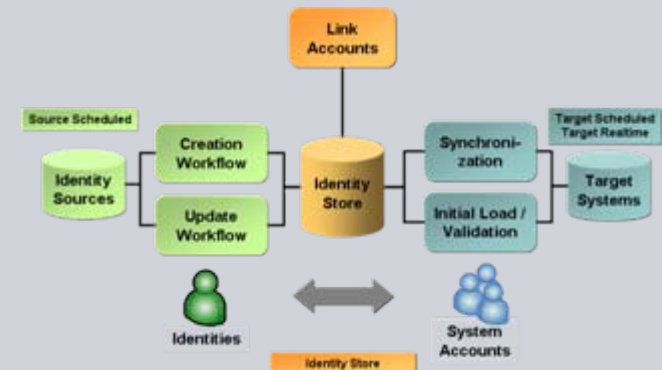 Link
Accounts
Source Scheduled
Target Scheduled
Target Realtime
Creation
Workflow
Synchroni-
zation
Identity
Sources
Identity
Store
Target
Systems
Update
Workflow
Initial Load /
Validation
Identities
System
Accounts
Identity Store